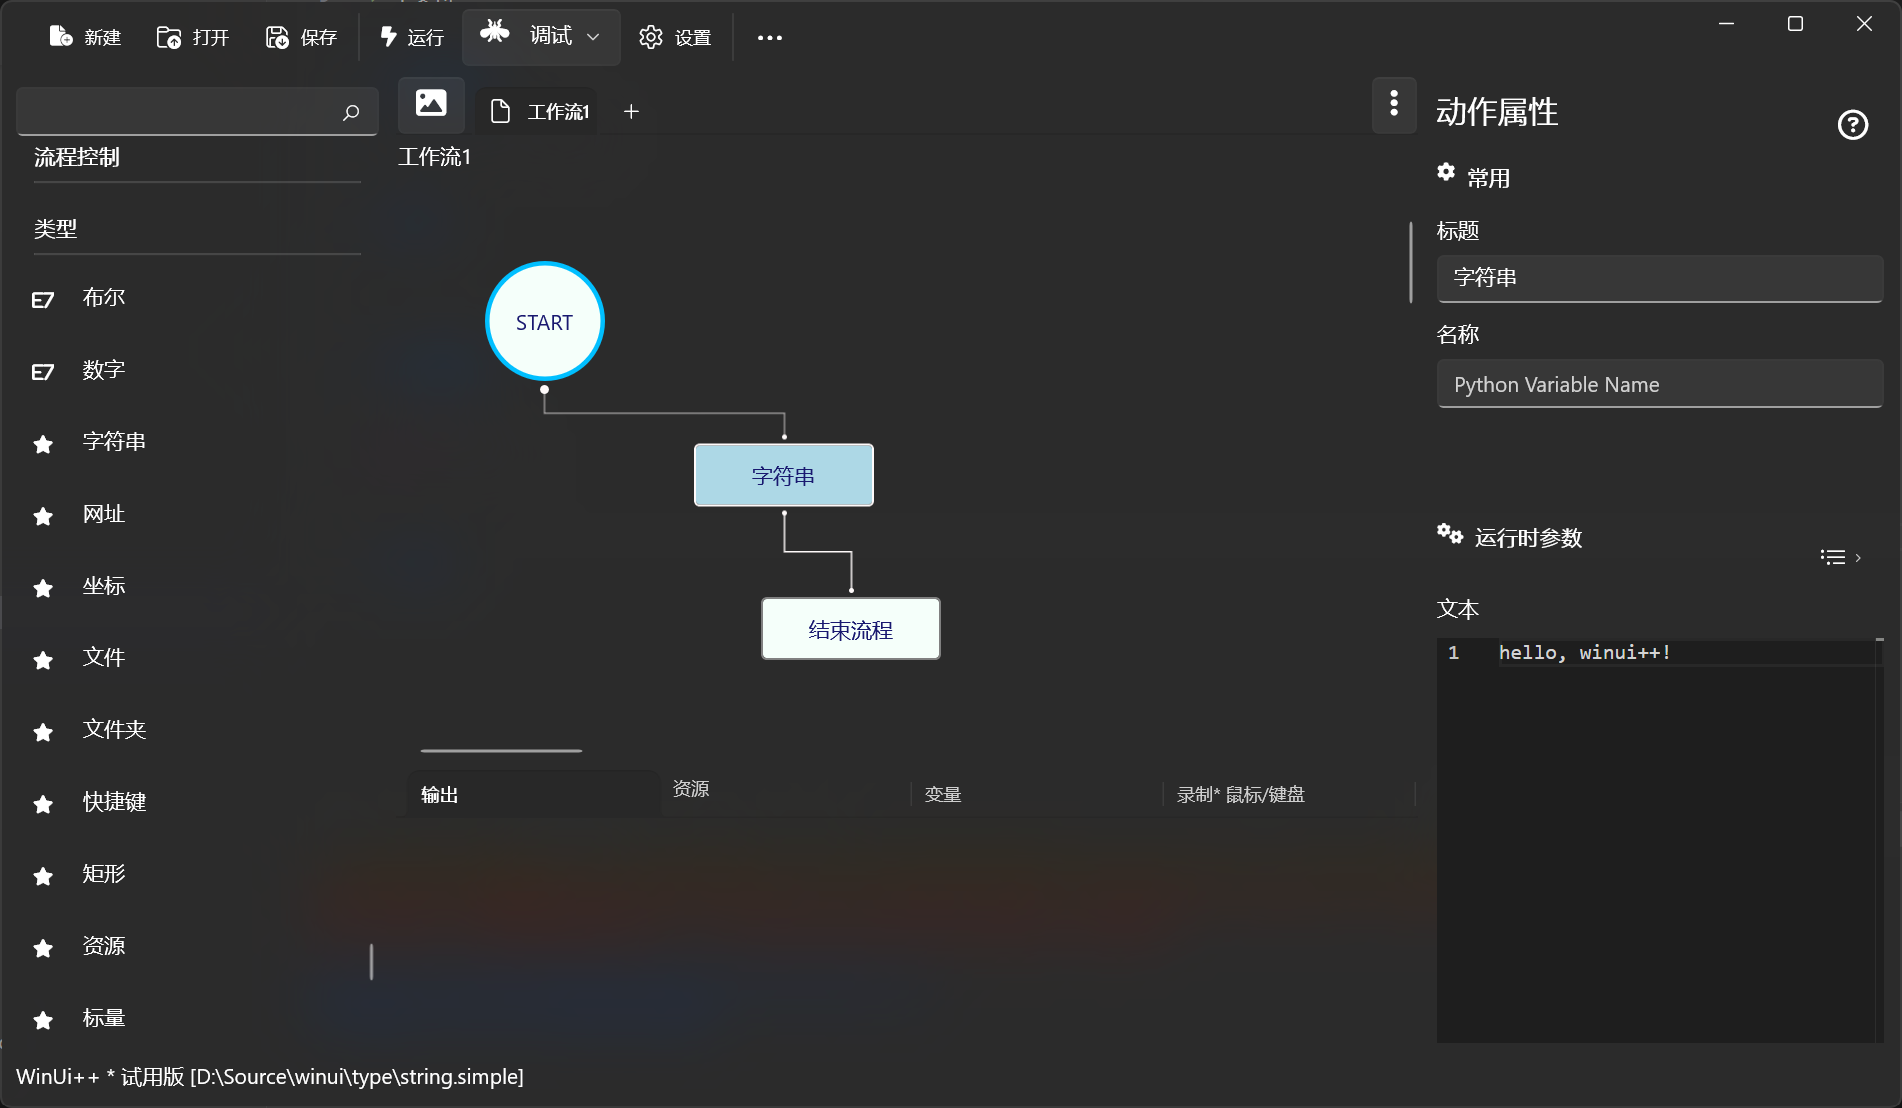 新建
打开
保存
运行
调试
设置
工作流1
工作流1
流程控制
类型
布尔
数字
字符串
网址
坐标
文件
文件夹
快捷键
矩形
资源
标量
START
字符串
结束流程
输出
资源
变量
录制* 鼠标/键盘
动作属性
常用
标题
字符串
名称
Python Variable Name
运行时参数
文本
1 hello, winui++!
WinUi++ * 试用版 [D:\Source\winui\type\string.simple]